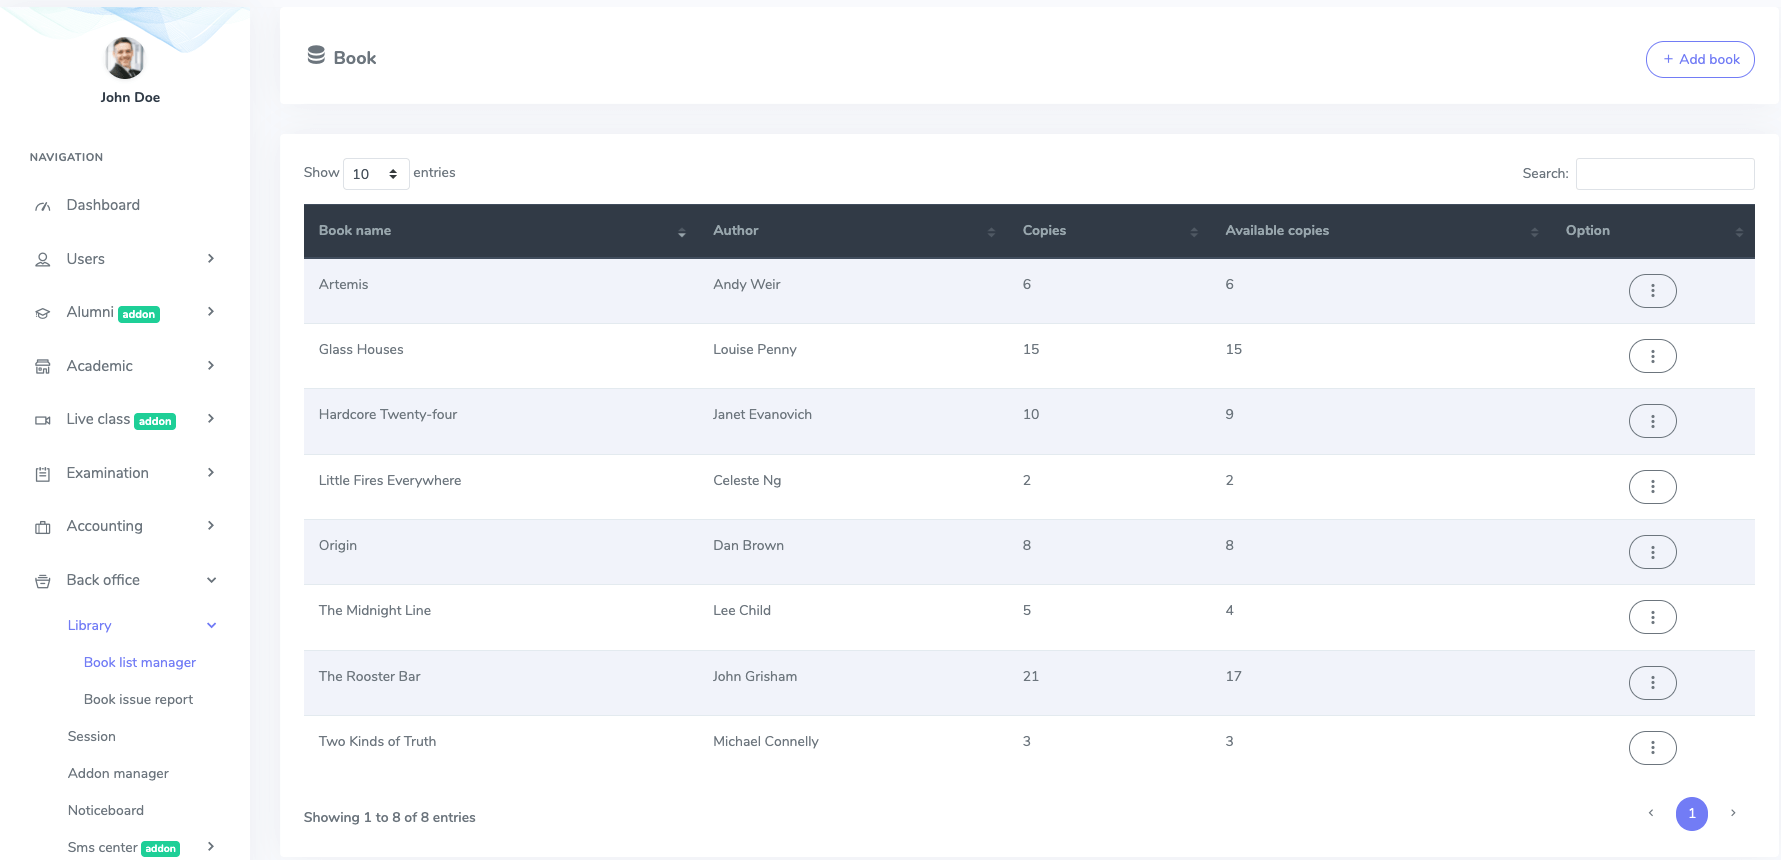 John Doe
NAVIGATION
Dashboard
Users
Alumni addon
Academic
Live class addon
Examination
Accounting
Back office
Library
Book list manager
Book issue report
Session
Addon manager
Noticeboard
Sms center addon
Book
+ Add book
Show 10 entries
Search:
Book name Author Copies Available copies Option
Artemis Andy Weir 6 6
Glass Houses Louise Penny 15 15
Hardcore Twenty-four Janet Evanovich 10 9
Little Fires Everywhere Celeste Ng 2 2
Origin Dan Brown 8 8
The Midnight Line Lee Child 5 4
The Rooster Bar John Grisham 21 17
Two Kinds of Truth Michael Connelly 3 3
Showing 1 to 8 of 8 entries
1